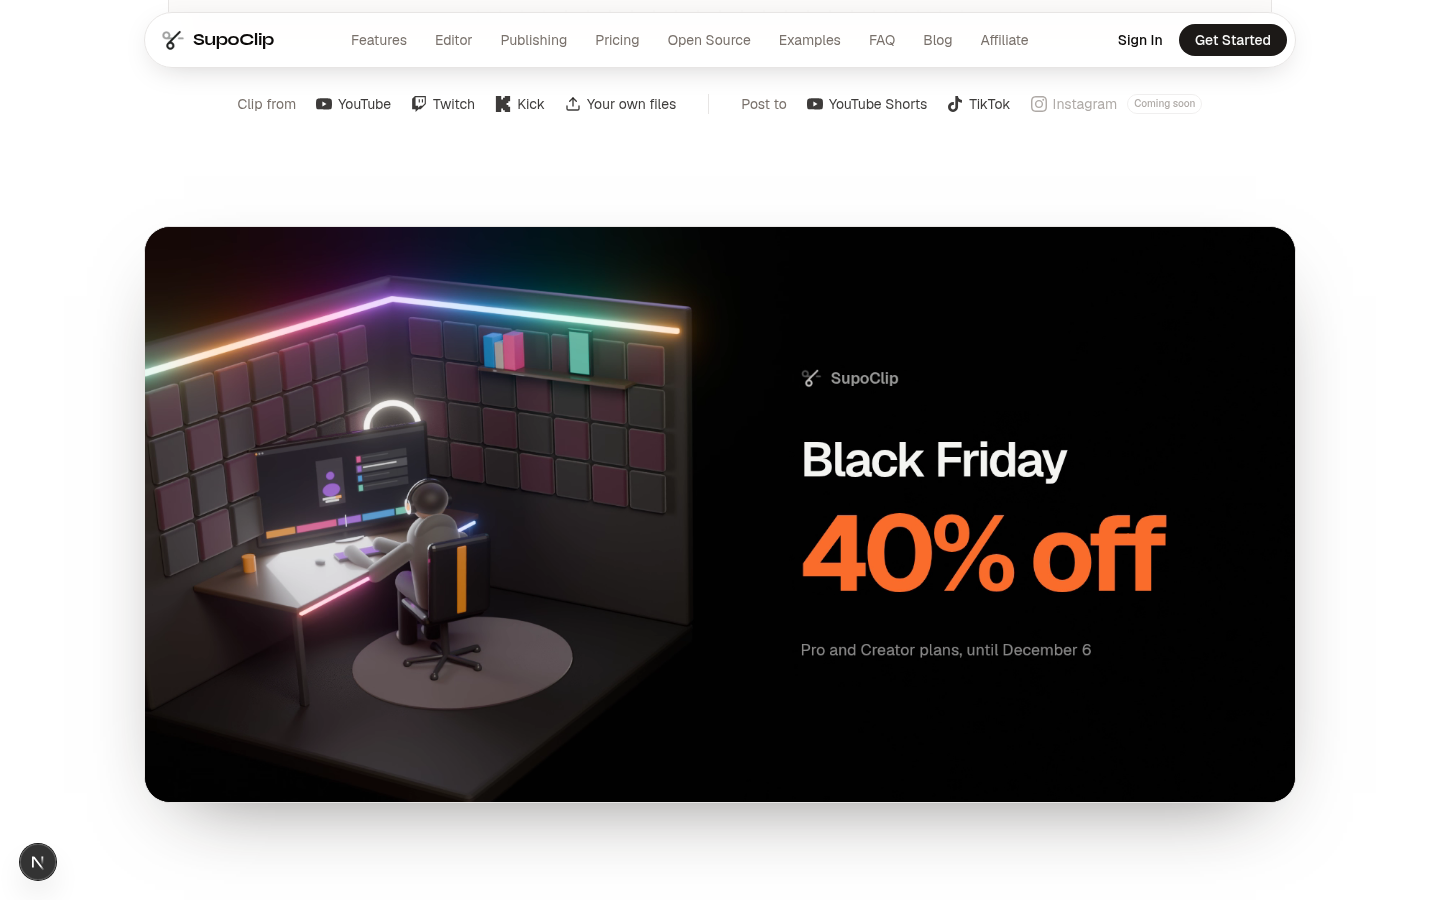 SupoClip
Features Editor Publishing Pricing Open Source Examples FAQ Blog Affiliate
Sign In Get Started
Clip from YouTube Twitch Kick Your own files
Post to YouTube Shorts TikTok Instagram Coming soon
SupoClip
Black Friday
40% off
Pro and Creator plans, until December 6
N